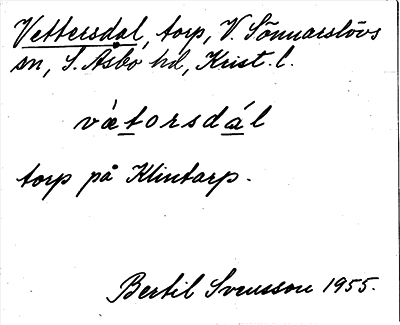 Vettersdal, torp, V. Sönnarslövs
sn, S. Åsbo hd, Krist. l.
vätorsdál
torp på Klintarp.
Bertil Svensson 1955.